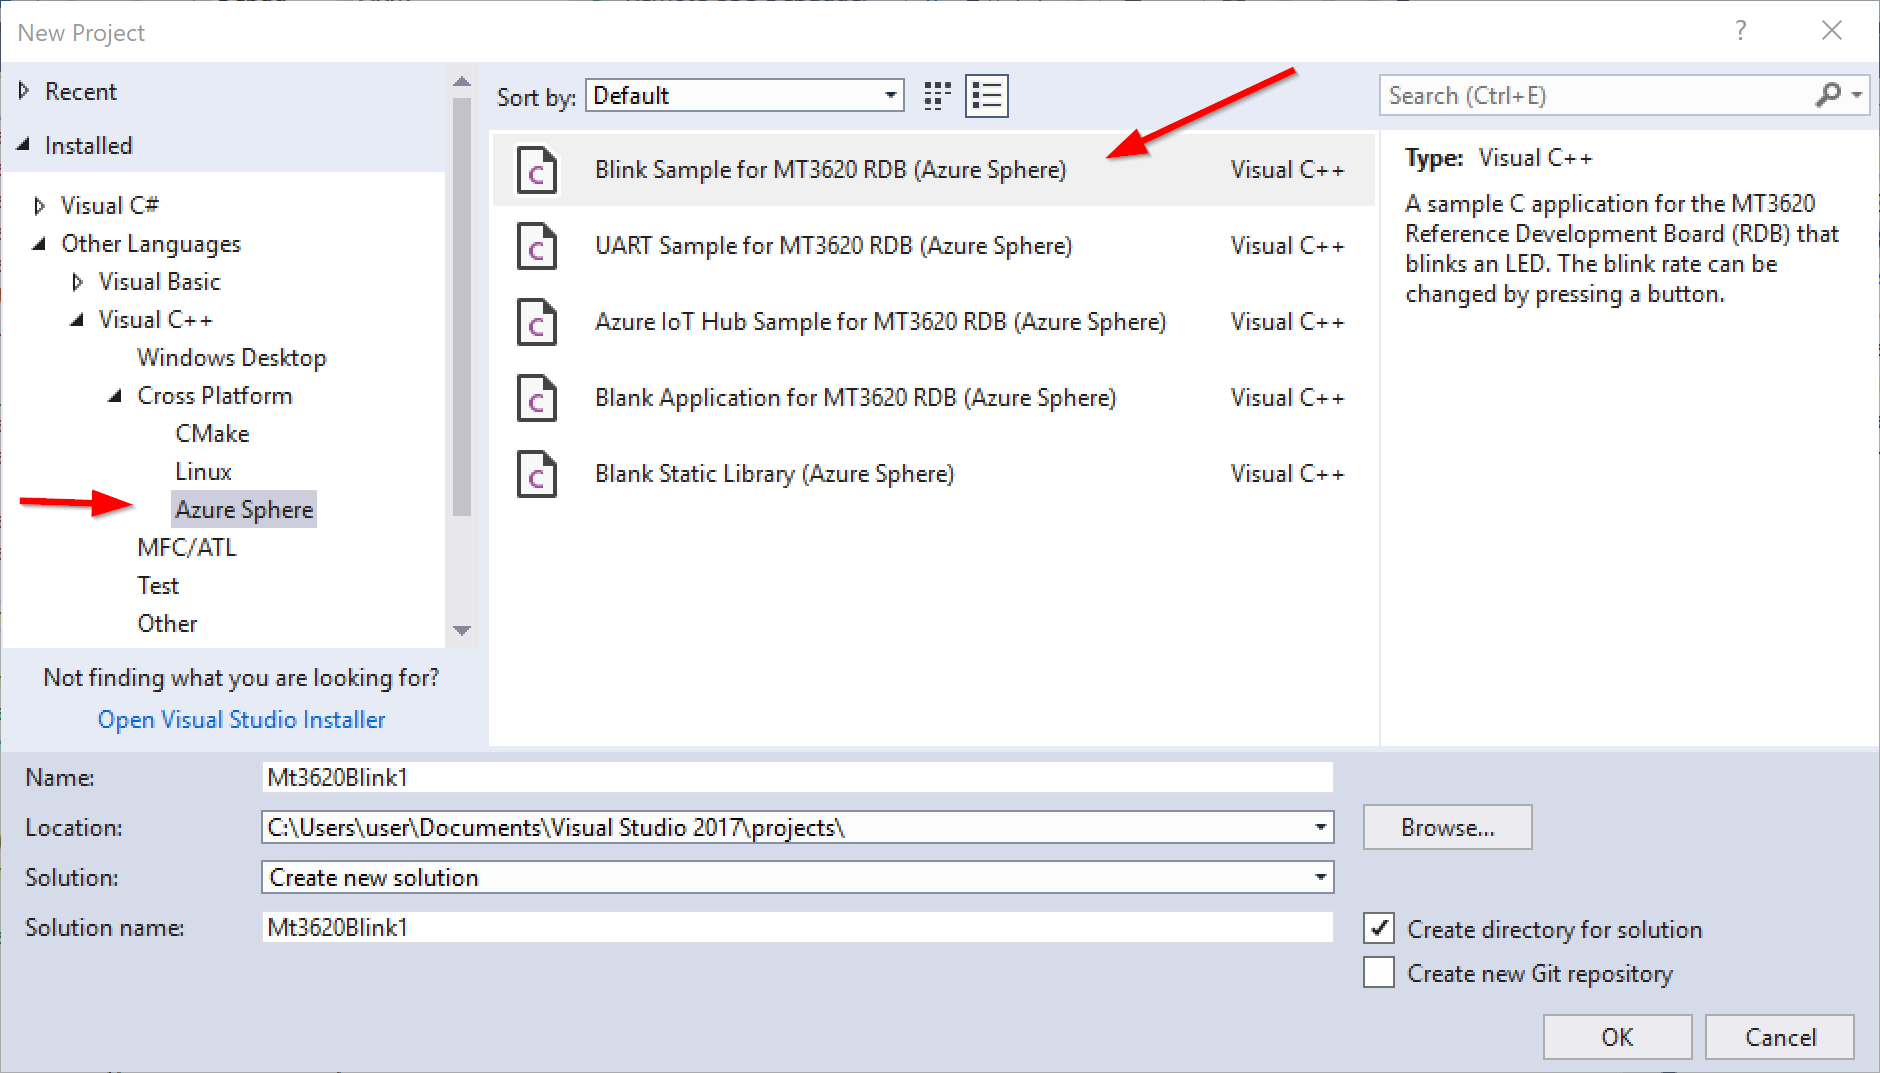 New Project
?
Recent
Installed
Visual C#
Other Languages
Visual Basic
Visual C++
Windows Desktop
Cross Platform
CMake
Linux
Azure Sphere
MFC/ATL
Test
Other
Not finding what you are looking for?
Open Visual Studio Installer
Sort by: Default
C Blink Sample for MT3620 RDB (Azure Sphere) Visual C++
C UART Sample for MT3620 RDB (Azure Sphere) Visual C++
C Azure IoT Hub Sample for MT3620 RDB (Azure Sphere) Visual C++
C Blank Application for MT3620 RDB (Azure Sphere) Visual C++
C Blank Static Library (Azure Sphere) Visual C++
Search (Ctrl+E)
Type: Visual C++
A sample C application for the MT3620
Reference Development Board (RDB) that
blinks an LED. The blink rate can be
changed by pressing a button.
Name: Mt3620Blink1
Location: C:\Users\user\Documents\Visual Studio 2017\projects\ Browse...
Solution: Create new solution
Solution name: Mt3620Blink1
Create directory for solution
Create new Git repository
OK Cancel